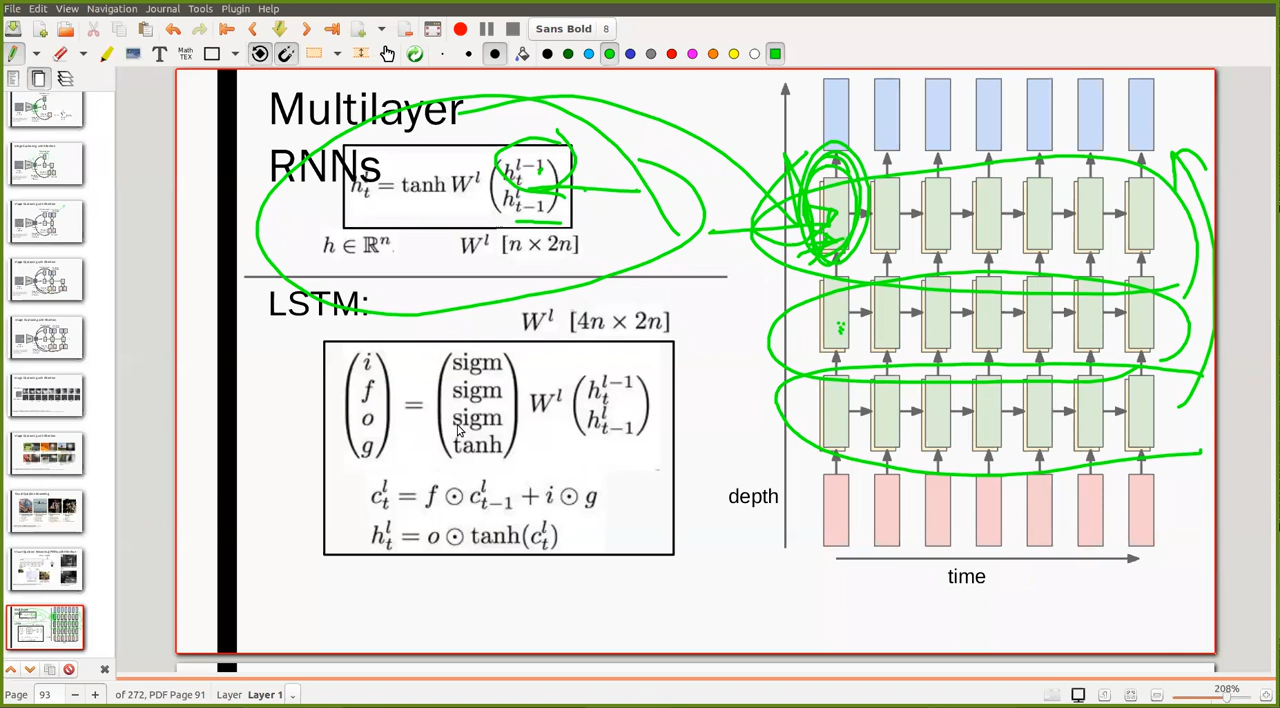 File Edit View Navigation Journal Tools Plugin Help
Sans Bold 8
T Math TEX
Multilayer
RNNs
h_t^l = tanh W^l (h_t^{l-1} h_{t-1}^l)
h ∈ ℝ^n. W^l [n × 2n]
LSTM:
W^l [4n × 2n]
(i f o g) = (sigm sigm sigm tanh) W^l (h_t^{l-1} h_{t-1}^l)
c_t^l = f ⊙ c_{t-1}^l + i ⊙ g
h_t^l = o ⊙ tanh(c_t^l)
depth
time
Page 93 of 272, PDF Page 91 Layer Layer 1 208%